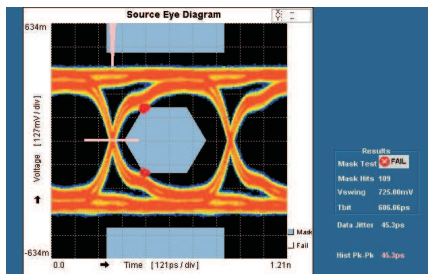 Source Eye Diagram
X: -
Y: -
634m
Voltage [127mV / div]
-634m
0.0
Time [121ps / div]
1.21n
Mask
Fail
Results
Mask Test FAIL
Mask Hits 109
Vswing 725.00mV
Tbit 606.06ps
Data Jitter 45.3ps
Hist Pk-Pk 45.3ps